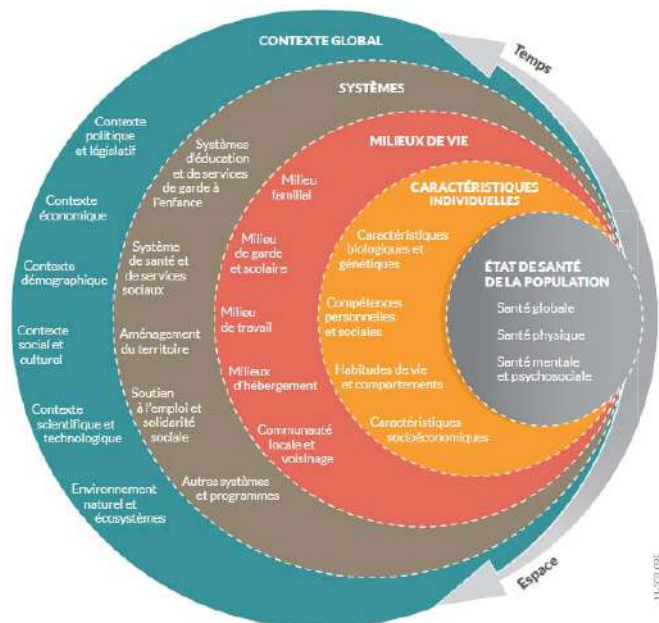 CONTEXTE GLOBAL
Contexte
politique
et législatif
Contexte
économique
Contexte
démographique
Contexte
social et
culturel
Contexte
scientifique et
technologique
Environnement
naturel et
écosystèmes
SYSTÈMES
Systèmes
d'éducation
et de services
de garde à
l'enfance
Système
de santé et
de services
sociaux
Aménagement
du territoire
Soutien
à l'emploi et
solidarité
sociale
Autres systèmes
et programmes
MILIEUX DE VIE
Milieu
familial
Milieu
de garde
et scolaire
Milieu
de travail
Milieux
d'hébergement
Communauté
locale et
voisinage
CARACTÉRISTIQUES
INDIVIDUELLES
Caractéristiques
biologiques et
génétiques
Compétences
personnelles
et sociales
Habitudes de vie
et comportements
Caractéristiques
socioéconomiques
ÉTAT DE SANTÉ
DE LA POPULATION
Santé globale
Santé physique
Santé mentale
et psychosociale
Temps
Espace